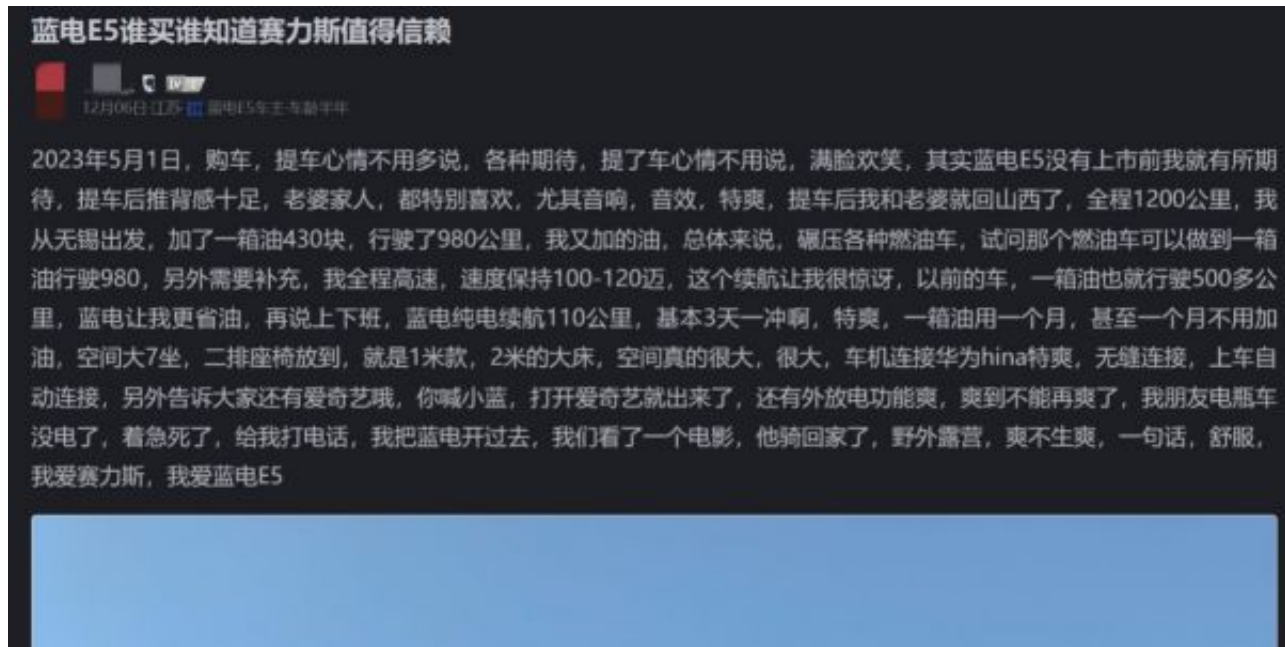 蓝电E5谁买谁知道赛力斯值得信赖
12月06日·江苏 蓝电E5车主·车龄半年
2023年5月1日，购车，提车心情不用多说，各种期待，提了车心情不用说，满脸欢笑，其实蓝电E5没有上市前我就有所期
待，提车后推背感十足，老婆家人，都特别喜欢，尤其音响，音效，特爽，提车后我和老婆就回山西了，全程1200公里，我
从无锡出发，加了一箱油430块，行驶了980公里，我又加的油，总体来说，碾压各种燃油车，试问那个燃油车可以做到一箱
油行驶980，另外需要补充，我全程高速，速度保持100-120迈，这个续航让我很惊讶，以前的车，一箱油也就行驶500多公
里，蓝电让我更省油，再说上下班，蓝电纯电续航110公里，基本3天一冲啊，特爽，一箱油用一个月，甚至一个月不用加
油，空间大7坐，二排座椅放到，就是1米款，2米的大床，空间真的很大，很大，车机连接华为hina特爽，无缝连接，上车自
动连接，另外告诉大家还有爱奇艺哦，你喊小蓝，打开爱奇艺就出来了，还有外放电功能爽，爽到不能再爽了，我朋友电瓶车
没电了，着急死了，给我打电话，我把蓝电开过去，我们看了一个电影，他骑回家了，野外露营，爽不生爽，一句话，舒服，
我爱赛力斯，我爱蓝电E5